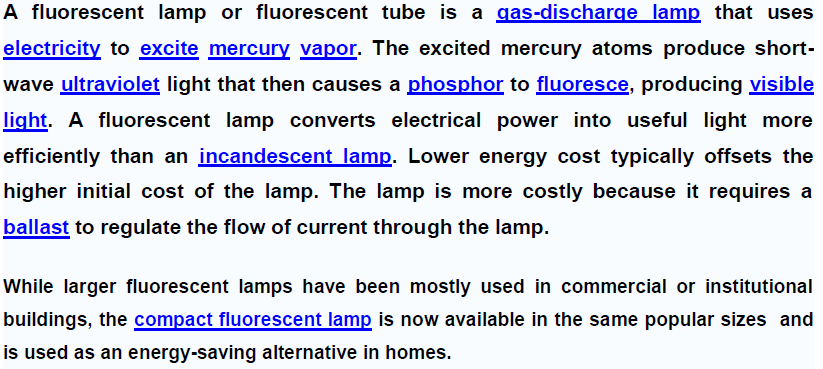 A fluorescent lamp or fluorescent tube is a gas-discharge lamp that uses
electricity to excite mercury vapor. The excited mercury atoms produce short-
wave ultraviolet light that then causes a phosphor to fluoresce, producing visible
light. A fluorescent lamp converts electrical power into useful light more
efficiently than an incandescent lamp. Lower energy cost typically offsets the
higher initial cost of the lamp. The lamp is more costly because it requires a
ballast to regulate the flow of current through the lamp.
While larger fluorescent lamps have been mostly used in commercial or institutional
buildings, the compact fluorescent lamp is now available in the same popular sizes  and
is used as an energy-saving alternative in homes.